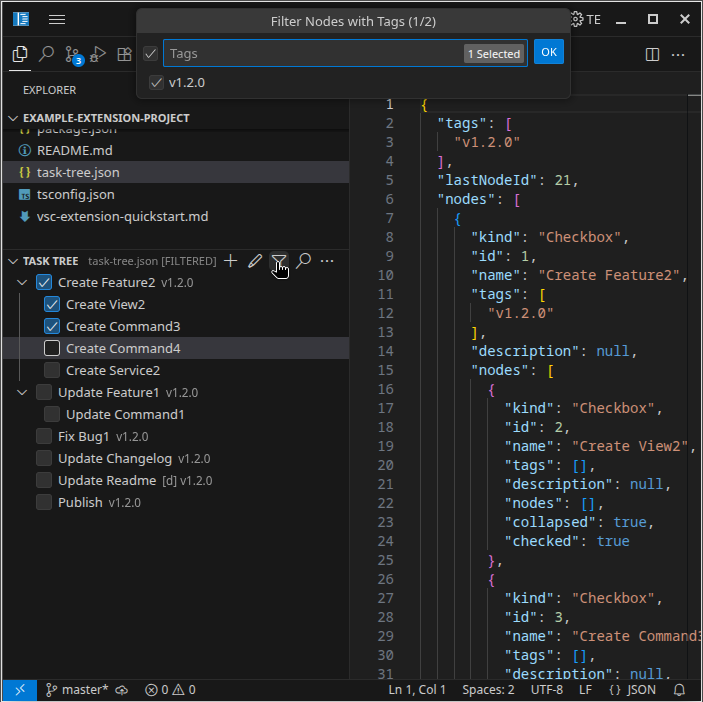 Filter Nodes with Tags (1/2)
TE
Tags
1 Selected
OK
v1.2.0
3
EXPLORER
EXAMPLE-EXTENSION-PROJECT
package.json
README.md
task-tree.json
tsconfig.json
vsc-extension-quickstart.md
TASK TREE task-tree.json [FILTERED]
Create Feature2 v1.2.0
Create View2
Create Command3
Create Command4
Create Service2
Update Feature1 v1.2.0
Update Command1
Fix Bug1 v1.2.0
Update Changelog v1.2.0
Update Readme [d] v1.2.0
Publish v1.2.0
1 {
2 "tags": [
3 "v1.2.0"
4 ],
5 "lastNodeId": 21,
6 "nodes": [
7 {
8 "kind": "Checkbox",
9 "id": 1,
10 "name": "Create Feature2",
11 "tags": [
12 "v1.2.0"
13 ],
14 "description": null,
15 "nodes": [
16 {
17 "kind": "Checkbox",
18 "id": 2,
19 "name": "Create View2",
20 "tags": [],
21 "description": null,
22 "nodes": [],
23 "collapsed": true,
24 "checked": true
25 },
26 {
27 "kind": "Checkbox",
28 "id": 3,
29 "name": "Create Command3
30 "tags": [],
31 "description": null,
master* 0 0 Ln 1, Col 1 Spaces: 2 UTF-8 LF {} JSON